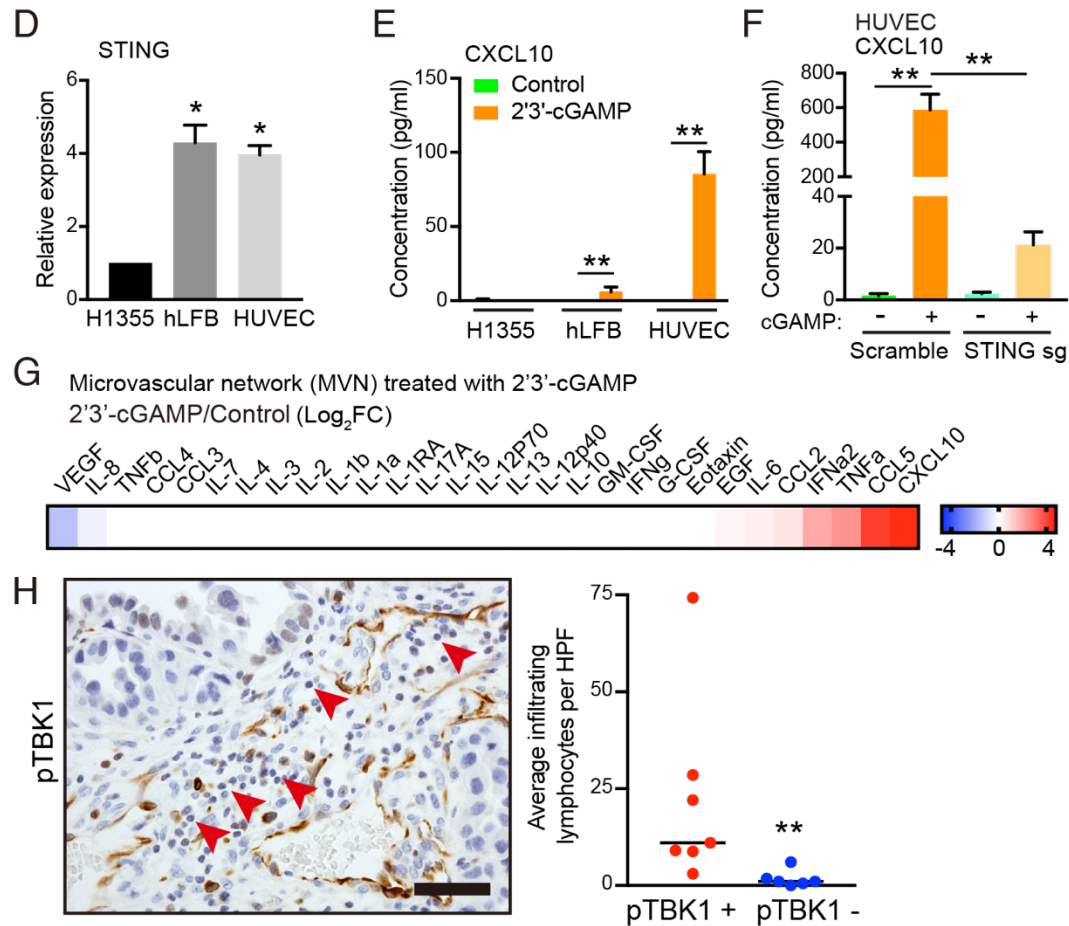 D
STING
Relative expression
6
4
2
0
*
*
H1355 hLFB HUVEC
E
CXCL10
Control
2'3'-cGAMP
Concentration (pg/ml)
150
100
50
0
**
**
H1355 hLFB HUVEC
F
HUVEC
CXCL10
Concentration (pg/ml)
800
600
400
200
40
20
0
** **
cGAMP: - + - +
Scramble STING sg
G
Microvascular network (MVN) treated with 2'3'-cGAMP
2'3'-cGAMP/Control (Log2FC)
VEGF
IL-8
TNFb
CCL4
CCL3
IL-7
IL-4
IL-3
IL-2
IL-1b
IL-1a
IL-1RA
IL-17A
IL-15
IL-12P70
IL-13
IL-12p40
IL-10
GM-CSF
IFNg
G-CSF
Eotaxin
EGF
IL-6
CCL2
IFNa2
TNFa
CCL5
CXCL10
-4 0 4
H
pTBK1
Average infiltrating
lymphocytes per HPF
75
50
25
0
**
pTBK1 + pTBK1 -